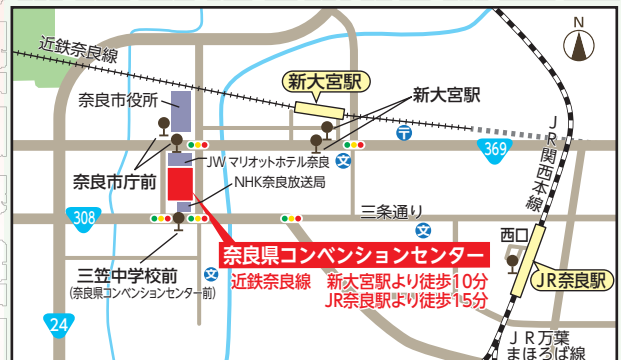 近鉄奈良線
N
新大宮駅
奈良市役所
新大宮駅
JR関西本線
369
JWマリオットホテル奈良
文
奈良市庁前
NHK奈良放送局
308
三条通り
文
西口
奈良県コンベンションセンター
三笠中学校前
(奈良県コンベンションセンター前)
文
近鉄奈良線 新大宮駅より徒歩10分
JR奈良駅より徒歩15分
JR奈良駅
24
JR万葉
まほろば線